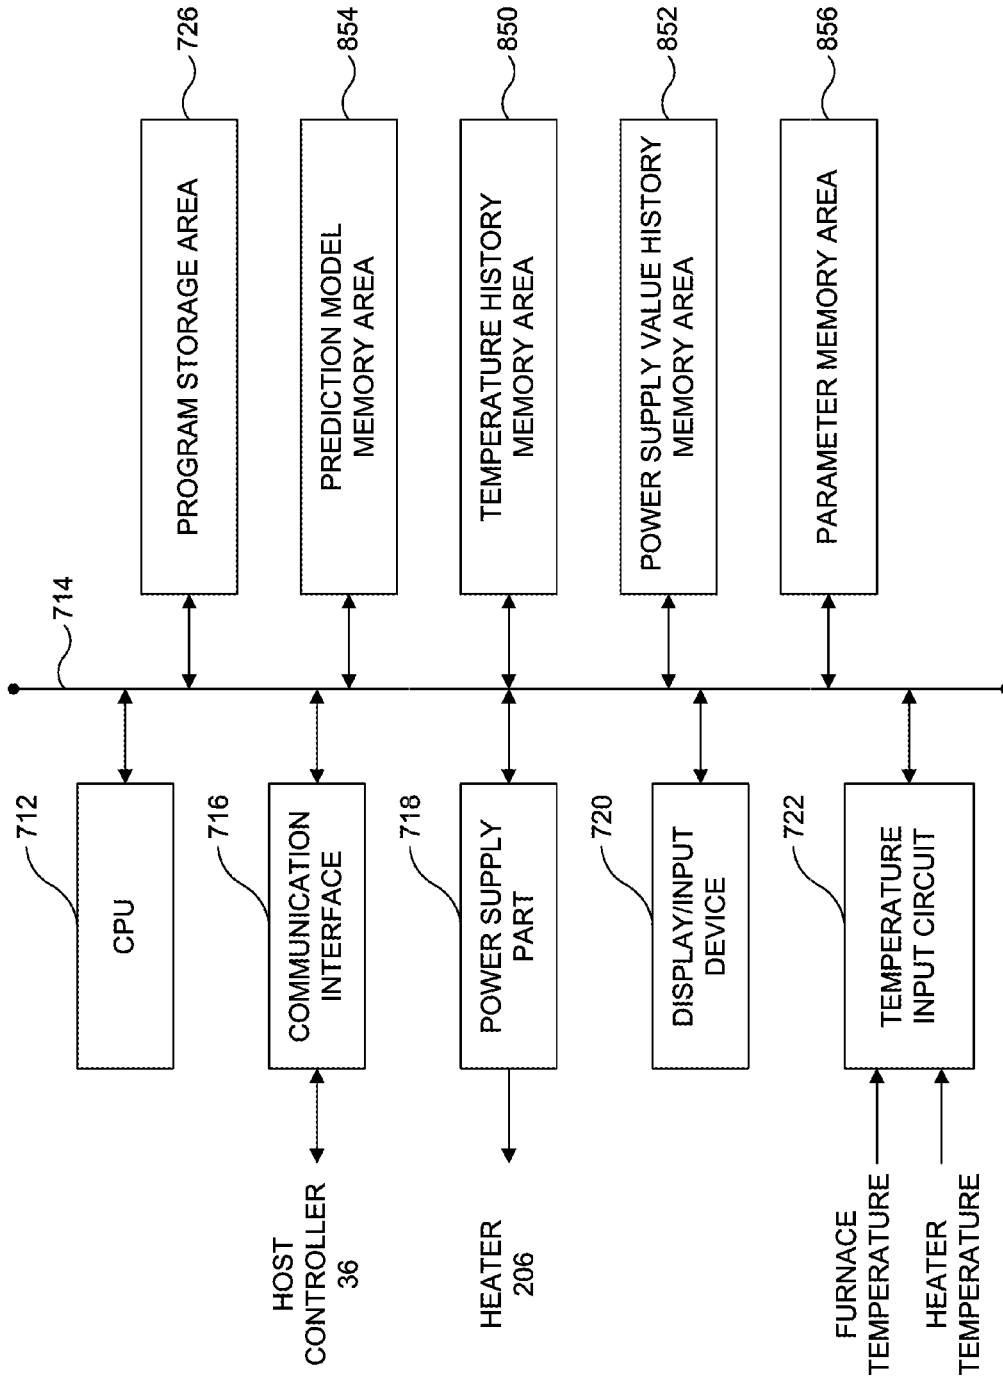 712
CPU
716
COMMUNICATION
INTERFACE
HOST
CONTROLLER
36
718
POWER SUPPLY
PART
HEATER
206
720
DISPLAY/INPUT
DEVICE
722
TEMPERATURE
INPUT CIRCUIT
FURNACE
TEMPERATURE
HEATER
TEMPERATURE
714
726
PROGRAM STORAGE AREA
854
PREDICTION MODEL
MEMORY AREA
850
TEMPERATURE HISTORY
MEMORY AREA
852
POWER SUPPLY VALUE HISTORY
MEMORY AREA
856
PARAMETER MEMORY AREA